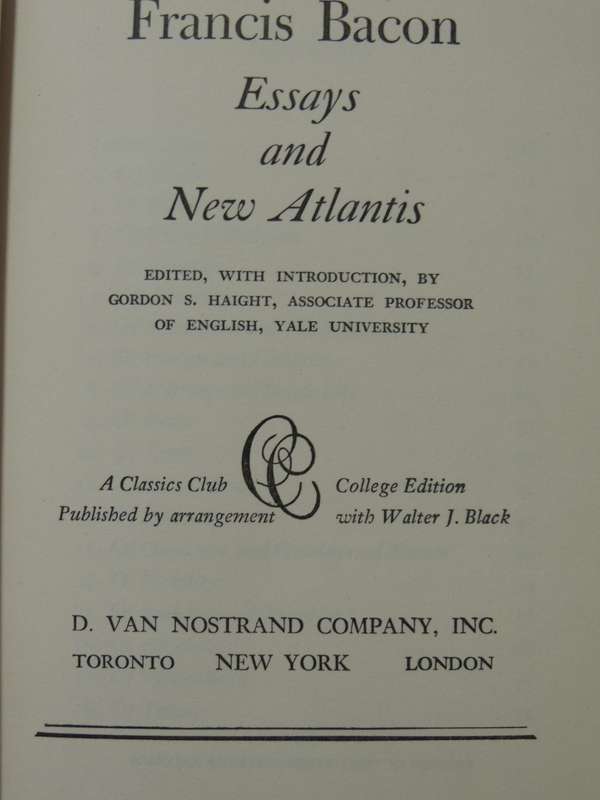 Francis Bacon
Essays
and
New Atlantis
EDITED, WITH INTRODUCTION, BY
GORDON S. HAIGHT, ASSOCIATE PROFESSOR
OF ENGLISH, YALE UNIVERSITY
A Classics Club College Edition
Published by arrangement with Walter J. Black
D. VAN NOSTRAND COMPANY, INC.
TORONTO NEW YORK LONDON